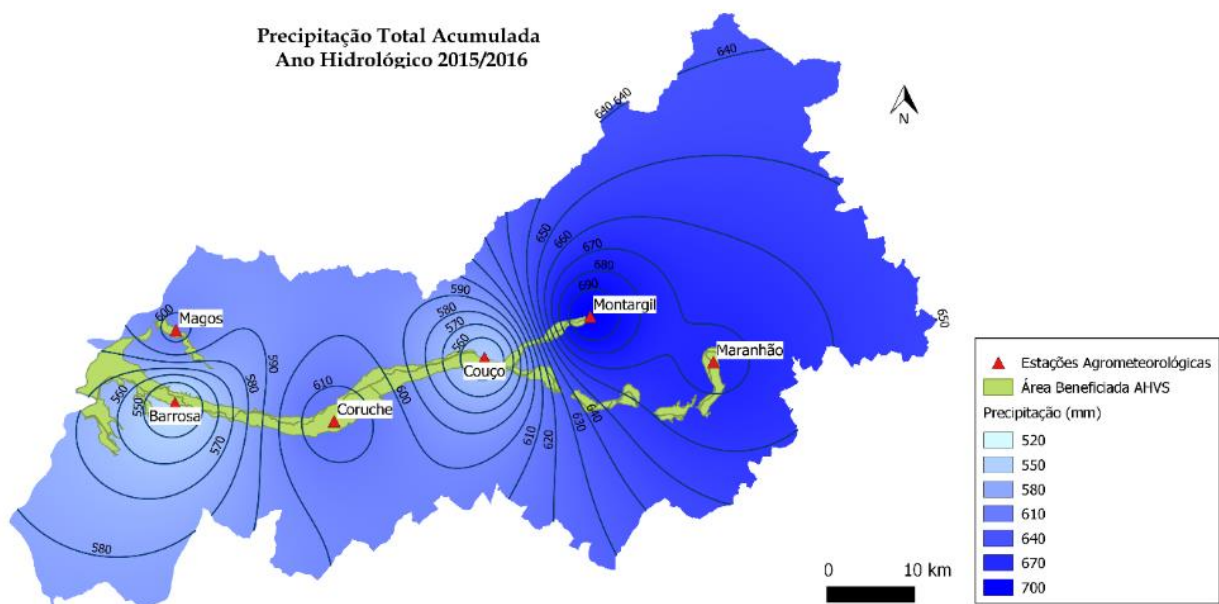 Precipitação Total Acumulada
Ano Hidrológico 2015/2016
640
640
640
N
650
660
670
680
690
Montargil
650
590
580
570
560
Couço
Maranhão
600
Magos
590
580
560
550
Barrosa
570
610
Coruche
600
610
620
630
640
580
0 10 km
Estações Agrometeorológicas
Área Beneficiada AHVS
Precipitação (mm)
520
550
580
610
640
670
700